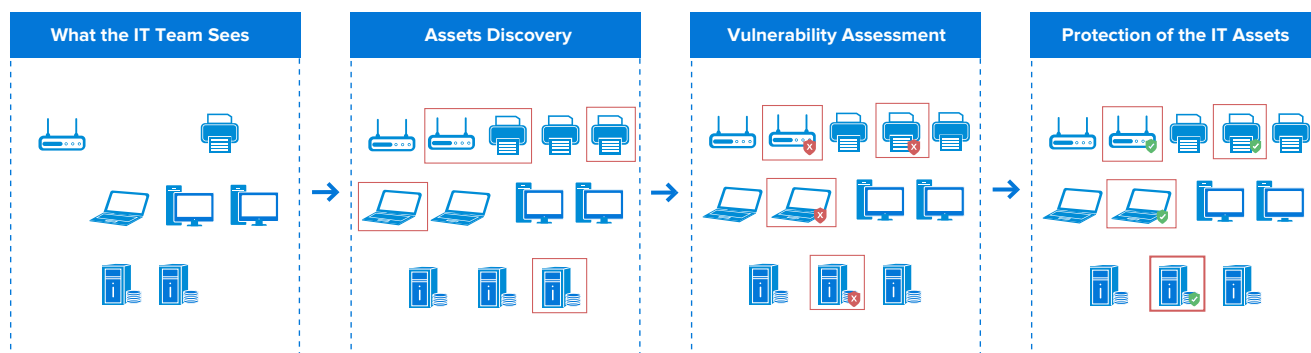 What the IT Team Sees
Assets Discovery
Vulnerability Assessment
Protection of the IT Assets